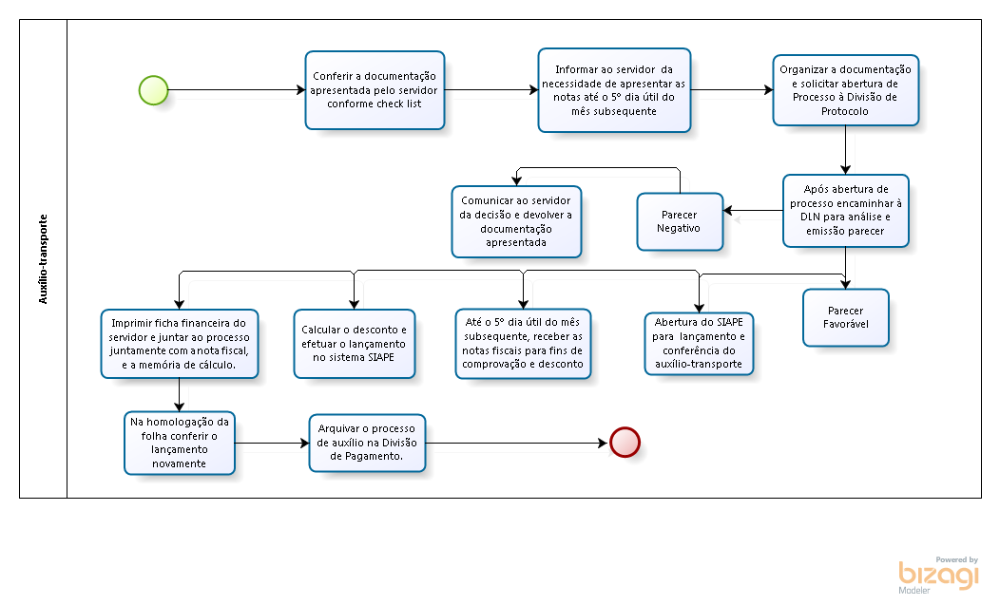 Auxílio-transporte
Conferir a documentação
apresentada pelo servidor
conforme check list
Informar ao servidor da
necessidade de apresentar as
notas até o 5° dia útil do
mês subsequente
Organizar a documentação
e solicitar abertura de
Processo à Divisão de
Protocolo
Após abertura de
processo encaminhar à
DLN para análise e
emissão parecer
Parecer
Negativo
Comunicar ao servidor
da decisão e devolver a
documentação
apresentada
Parecer
Favorável
Abertura do SIAPE
para lançamento e
conferência do
auxílio-transporte
Até o 5° dia útil do mês
subsequente, receber as
notas fiscais para fins de
comprovação e desconto
Calcular o desconto e
efetuar o lançamento
no sistema SIAPE
Imprimir ficha financeira do
servidor e juntar ao processo
juntamente com a nota fiscal,
e a memória de cálculo.
Na homologação da
folha conferir o
lançamento
novamente
Arquivar o processo
de auxílio na Divisão
de Pagamento.
Powered by
bizagi
Modeler